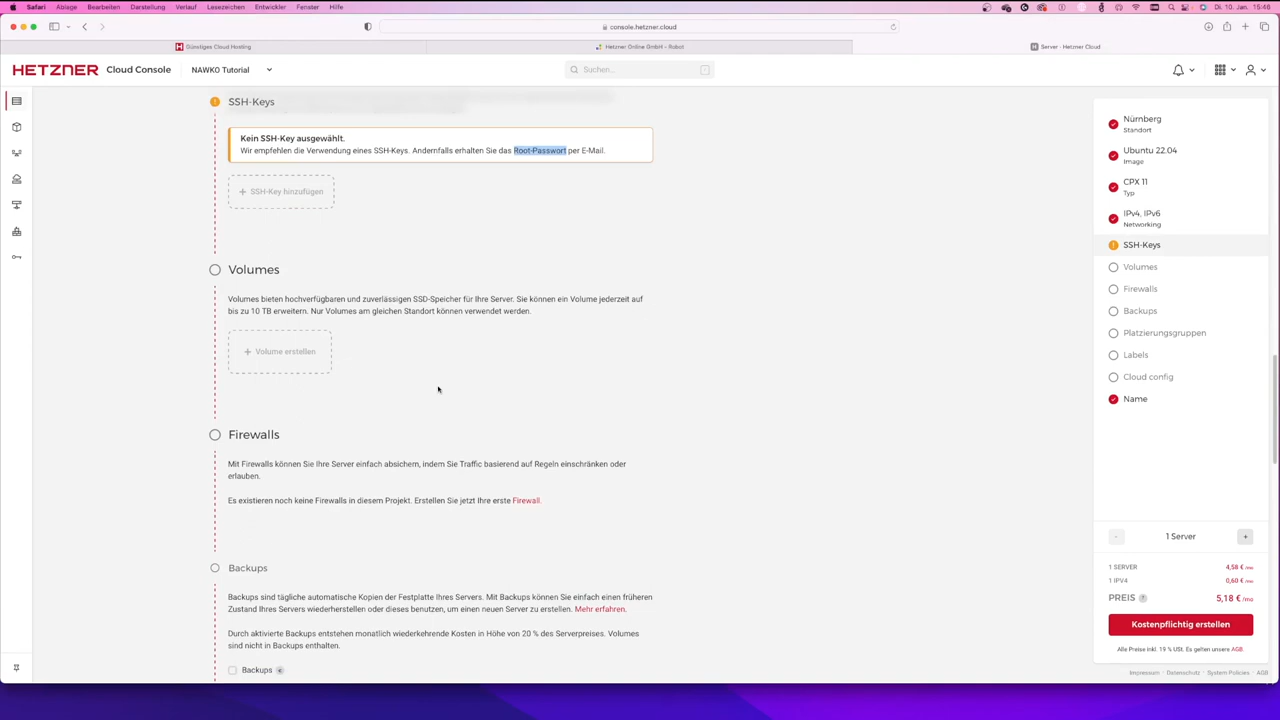 Safari Ablage Bearbeiten Darstellung Verlauf Lesezeichen Entwickler Fenster Hilfe
Di. 10. Jan. 15:46
console.hetzner.cloud
Günstiges Cloud Hosting
Hetzner Online GmbH – Robot
Server - Hetzner Cloud
HETZNER Cloud Console NAWKO Tutorial
Suchen...
SSH-Keys
Kein SSH-Key ausgewählt.
Wir empfehlen die Verwendung eines SSH-Keys. Andernfalls erhalten Sie das Root-Passwort per E-Mail.
+ SSH-Key hinzufügen
Volumes
Volumes bieten hochverfügbaren und zuverlässigen SSD-Speicher für Ihre Server. Sie können ein Volume jederzeit auf
bis zu 10 TB erweitern. Nur Volumes am gleichen Standort können verwendet werden.
+ Volume erstellen
Firewalls
Mit Firewalls können Sie Ihre Server einfach absichern, indem Sie Traffic basierend auf Regeln einschränken oder
erlauben.
Es existieren noch keine Firewalls in diesem Projekt. Erstellen Sie jetzt Ihre erste Firewall.
Backups
Backups sind tägliche automatische Kopien der Festplatte Ihres Servers. Mit Backups können Sie einfach einen früheren
Zustand Ihres Servers wiederherstellen oder dieses benutzen, um einen neuen Server zu erstellen. Mehr erfahren.
Durch aktivierte Backups entstehen monatlich wiederkehrende Kosten in Höhe von 20 % des Serverpreises. Volumes
sind nicht in Backups enthalten.
Backups
Nürnberg
Standort
Ubuntu 22.04
Image
CPX 11
Typ
IPv4, IPv6
Networking
SSH-Keys
Volumes
Firewalls
Backups
Platzierungsgruppen
Labels
Cloud config
Name
- 1 Server +
1 SERVER 4,58 € /mo
1 IPV4 0,60 € /mo
PREIS 5,18 € /mo
Kostenpflichtig erstellen
Alle Preise inkl. 19 % USt. Es gelten unsere AGB.
Impressum · Datenschutz · System Policies · AGB